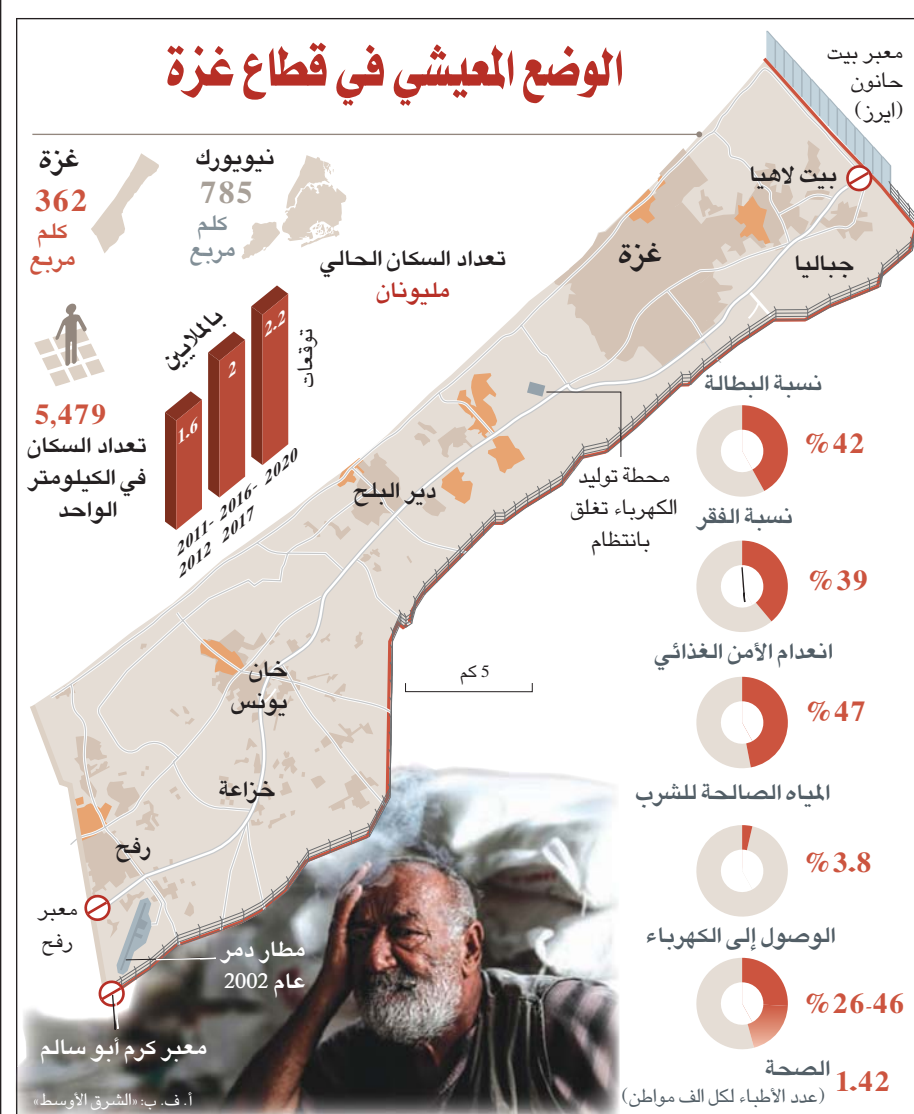 الوضع المعيشي في قطاع غزة
معبر بيت
حانون
(ايرز)
غزة
362
كلم
مربع
نيويورك
785
كلم
مربع
تعداد السكان الحالي
مليونان
5,479
تعداد السكان
في الكيلومتر
الواحد
بالملايين
توقعات
1.6
2
2.2
2011-2012
2016-2017
2020
بيت لاهيا
جباليا
غزة
دير البلح
خان
يونس
خزاعة
رفح
محطة توليد
الكهرباء تغلق
بانتظام
5 كم
معبر
رفح
مطار دمر
عام 2002
معبر كرم أبو سالم
نسبة البطالة
%42
نسبة الفقر
%39
انعدام الأمن الغذائي
%47
المياه الصالحة للشرب
%3.8
الوصول إلى الكهرباء
%26-46
الصحة
1.42
(عدد الأطباء لكل الف مواطن)
أ. ف. ب: «الشرق الأوسط»